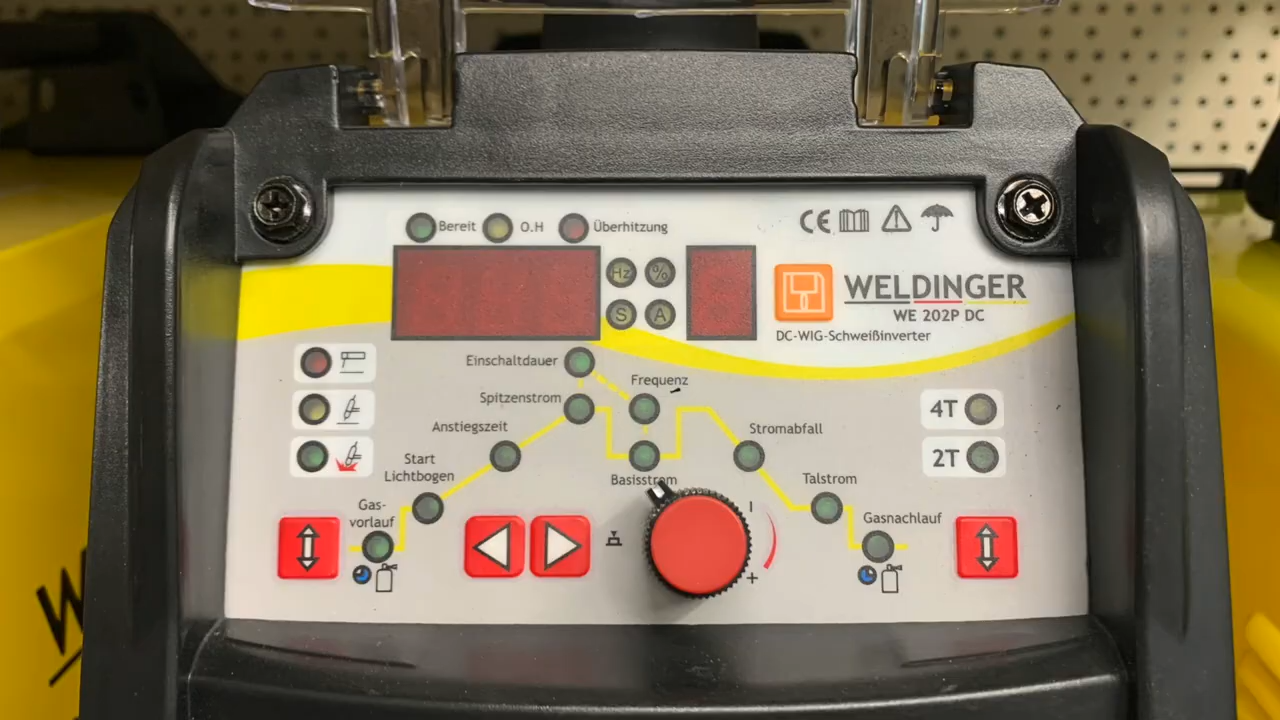 Bereit
O.H
Überhitzung
CE
Hz
%
S
A
WELDINGER
WE 202P DC
DC-WIG-Schweißinverter
Einschaltdauer
Frequenz
Spitzenstrom
4T
Anstiegszeit
Stromabfall
2T
Start
Lichtbogen
Basisstrom
Talstrom
Gas-
vorlauf
Gasnachlauf
I
+
W